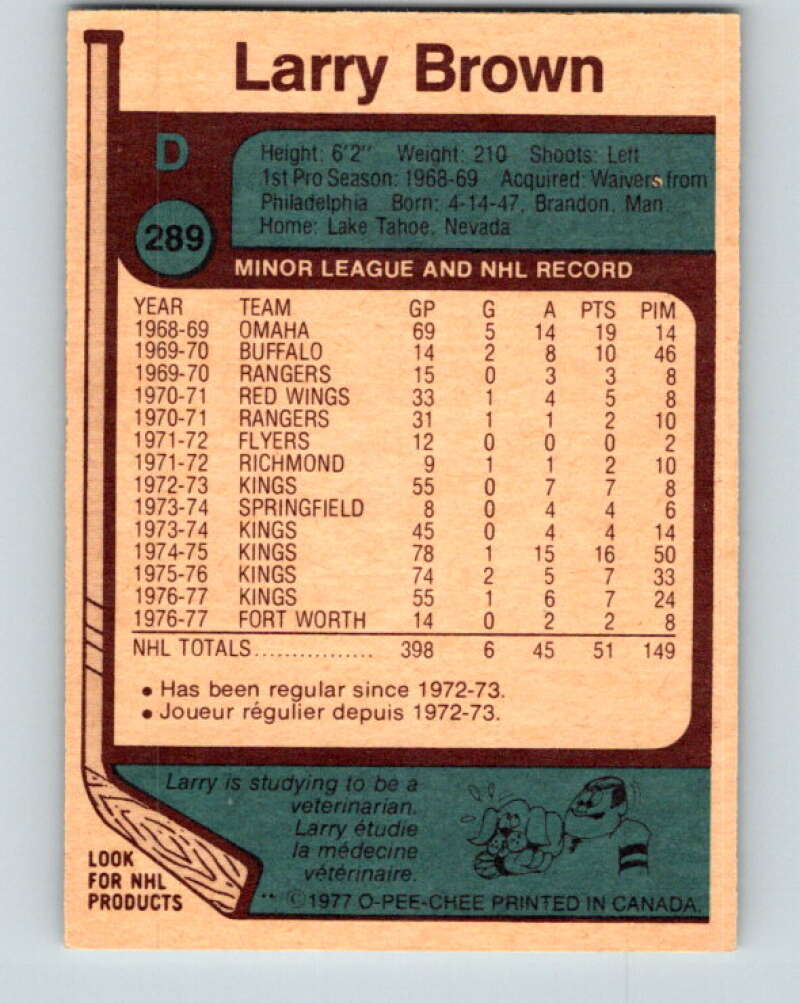 Larry Brown
D
Height: 6'2" Weight: 210 Shoots: Left
1st Pro Season: 1968-69 Acquired: Waivers from
Philadelphia Born: 4-14-47, Brandon, Man.
Home: Lake Tahoe, Nevada
289
MINOR LEAGUE AND NHL RECORD
YEAR TEAM GP G A PTS PIM
1968-69 OMAHA 69 5 14 19 14
1969-70 BUFFALO 14 2 8 10 46
1969-70 RANGERS 15 0 3 3 8
1970-71 RED WINGS 33 1 4 5 8
1970-71 RANGERS 31 1 1 2 10
1971-72 FLYERS 12 0 0 0 2
1971-72 RICHMOND 9 1 1 2 10
1972-73 KINGS 55 0 7 7 8
1973-74 SPRINGFIELD 8 0 4 4 6
1973-74 KINGS 45 0 4 4 14
1974-75 KINGS 78 1 15 16 50
1975-76 KINGS 74 2 5 7 33
1976-77 KINGS 55 1 6 7 24
1976-77 FORT WORTH 14 0 2 2 8
NHL TOTALS................ 398 6 45 51 149
• Has been regular since 1972-73.
• Joueur régulier depuis 1972-73.
Larry is studying to be a
veterinarian.
Larry étudie
la médecine
vétérinaire.
LOOK
FOR NHL
PRODUCTS
** ©1977 O-PEE-CHEE PRINTED IN CANADA.